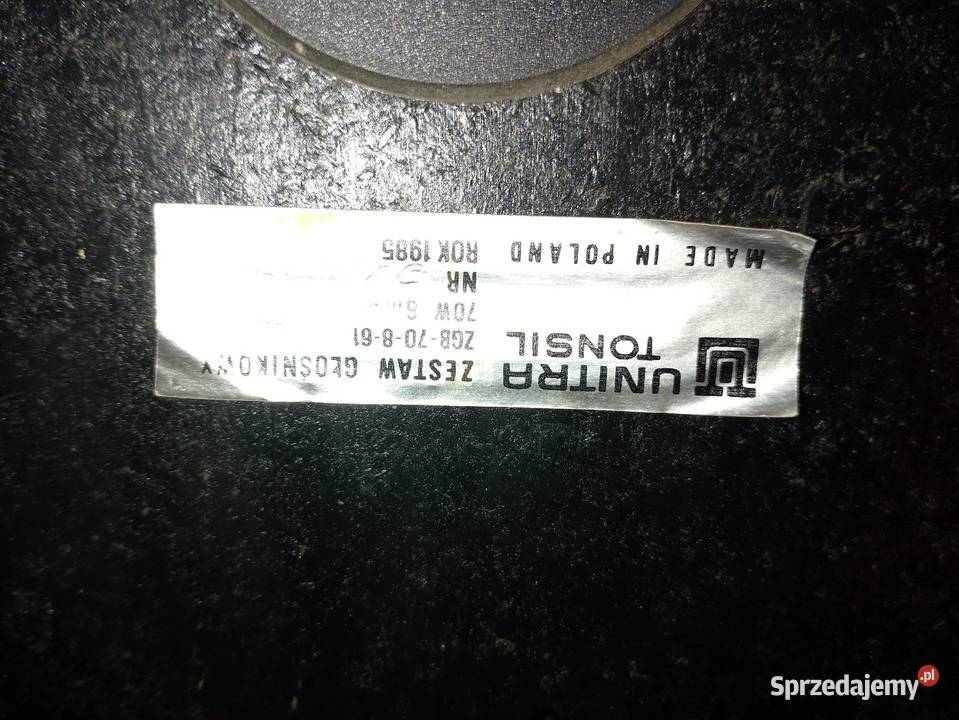 UNITRA
TONSIL
MADE IN POLAND
ZESTAW GŁOŚNIKOWY
ZGB-70-8-61
70W
NR
ROK 1985
Sprzedajemy.pl